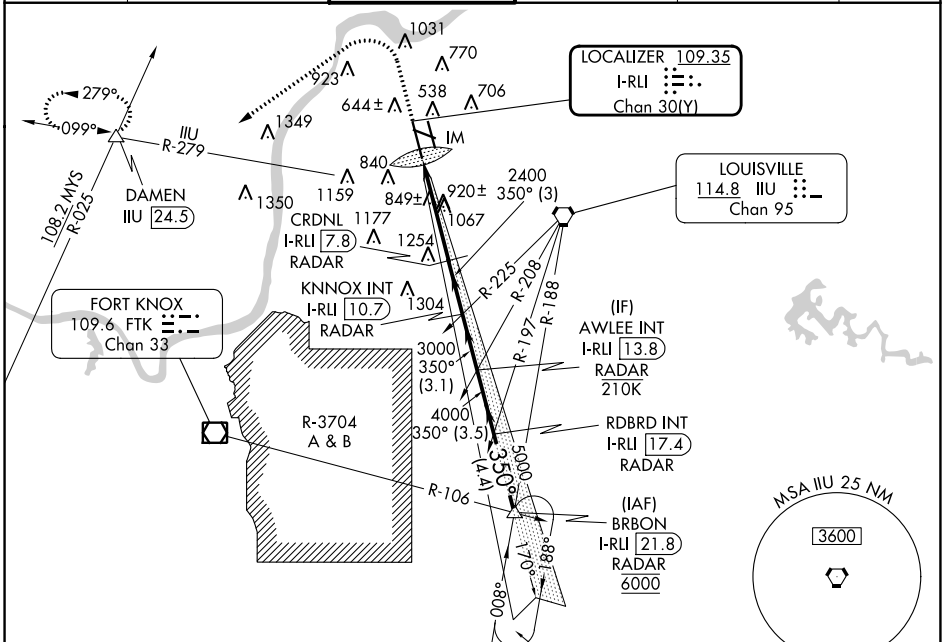 1031
770
923
644±
538
706
IM
1349
279°
099°
IIU
R-279
DAMEN
IIU 24.5
108.2 MYS
R-025
1350
1159
840
849±
920±
1067
2400
350° (3)
LOCALIZER 109.35
I-RLI
Chan 30(Y)
LOUISVILLE
114.8 IIU
Chan 95
CRDNL
I-RLI 7.8
RADAR
1177
1254
KNNOX INT
I-RLI 10.7
RADAR
1304
R-225
R-208
R-197
R-188
FORT KNOX
109.6 FTK
Chan 33
3000
350°
(3.1)
(IF)
AWLEE INT
I-RLI 13.8
RADAR
210K
R-3704
A & B
4000
350° (3.5)
RDBRD INT
I-RLI 17.4
RADAR
350°
5000
(4.4)
R-106
(IAF)
BRBON
I-RLI 21.8
RADAR
6000
170°
188°
008°
MSA IIU 25 NM
3600